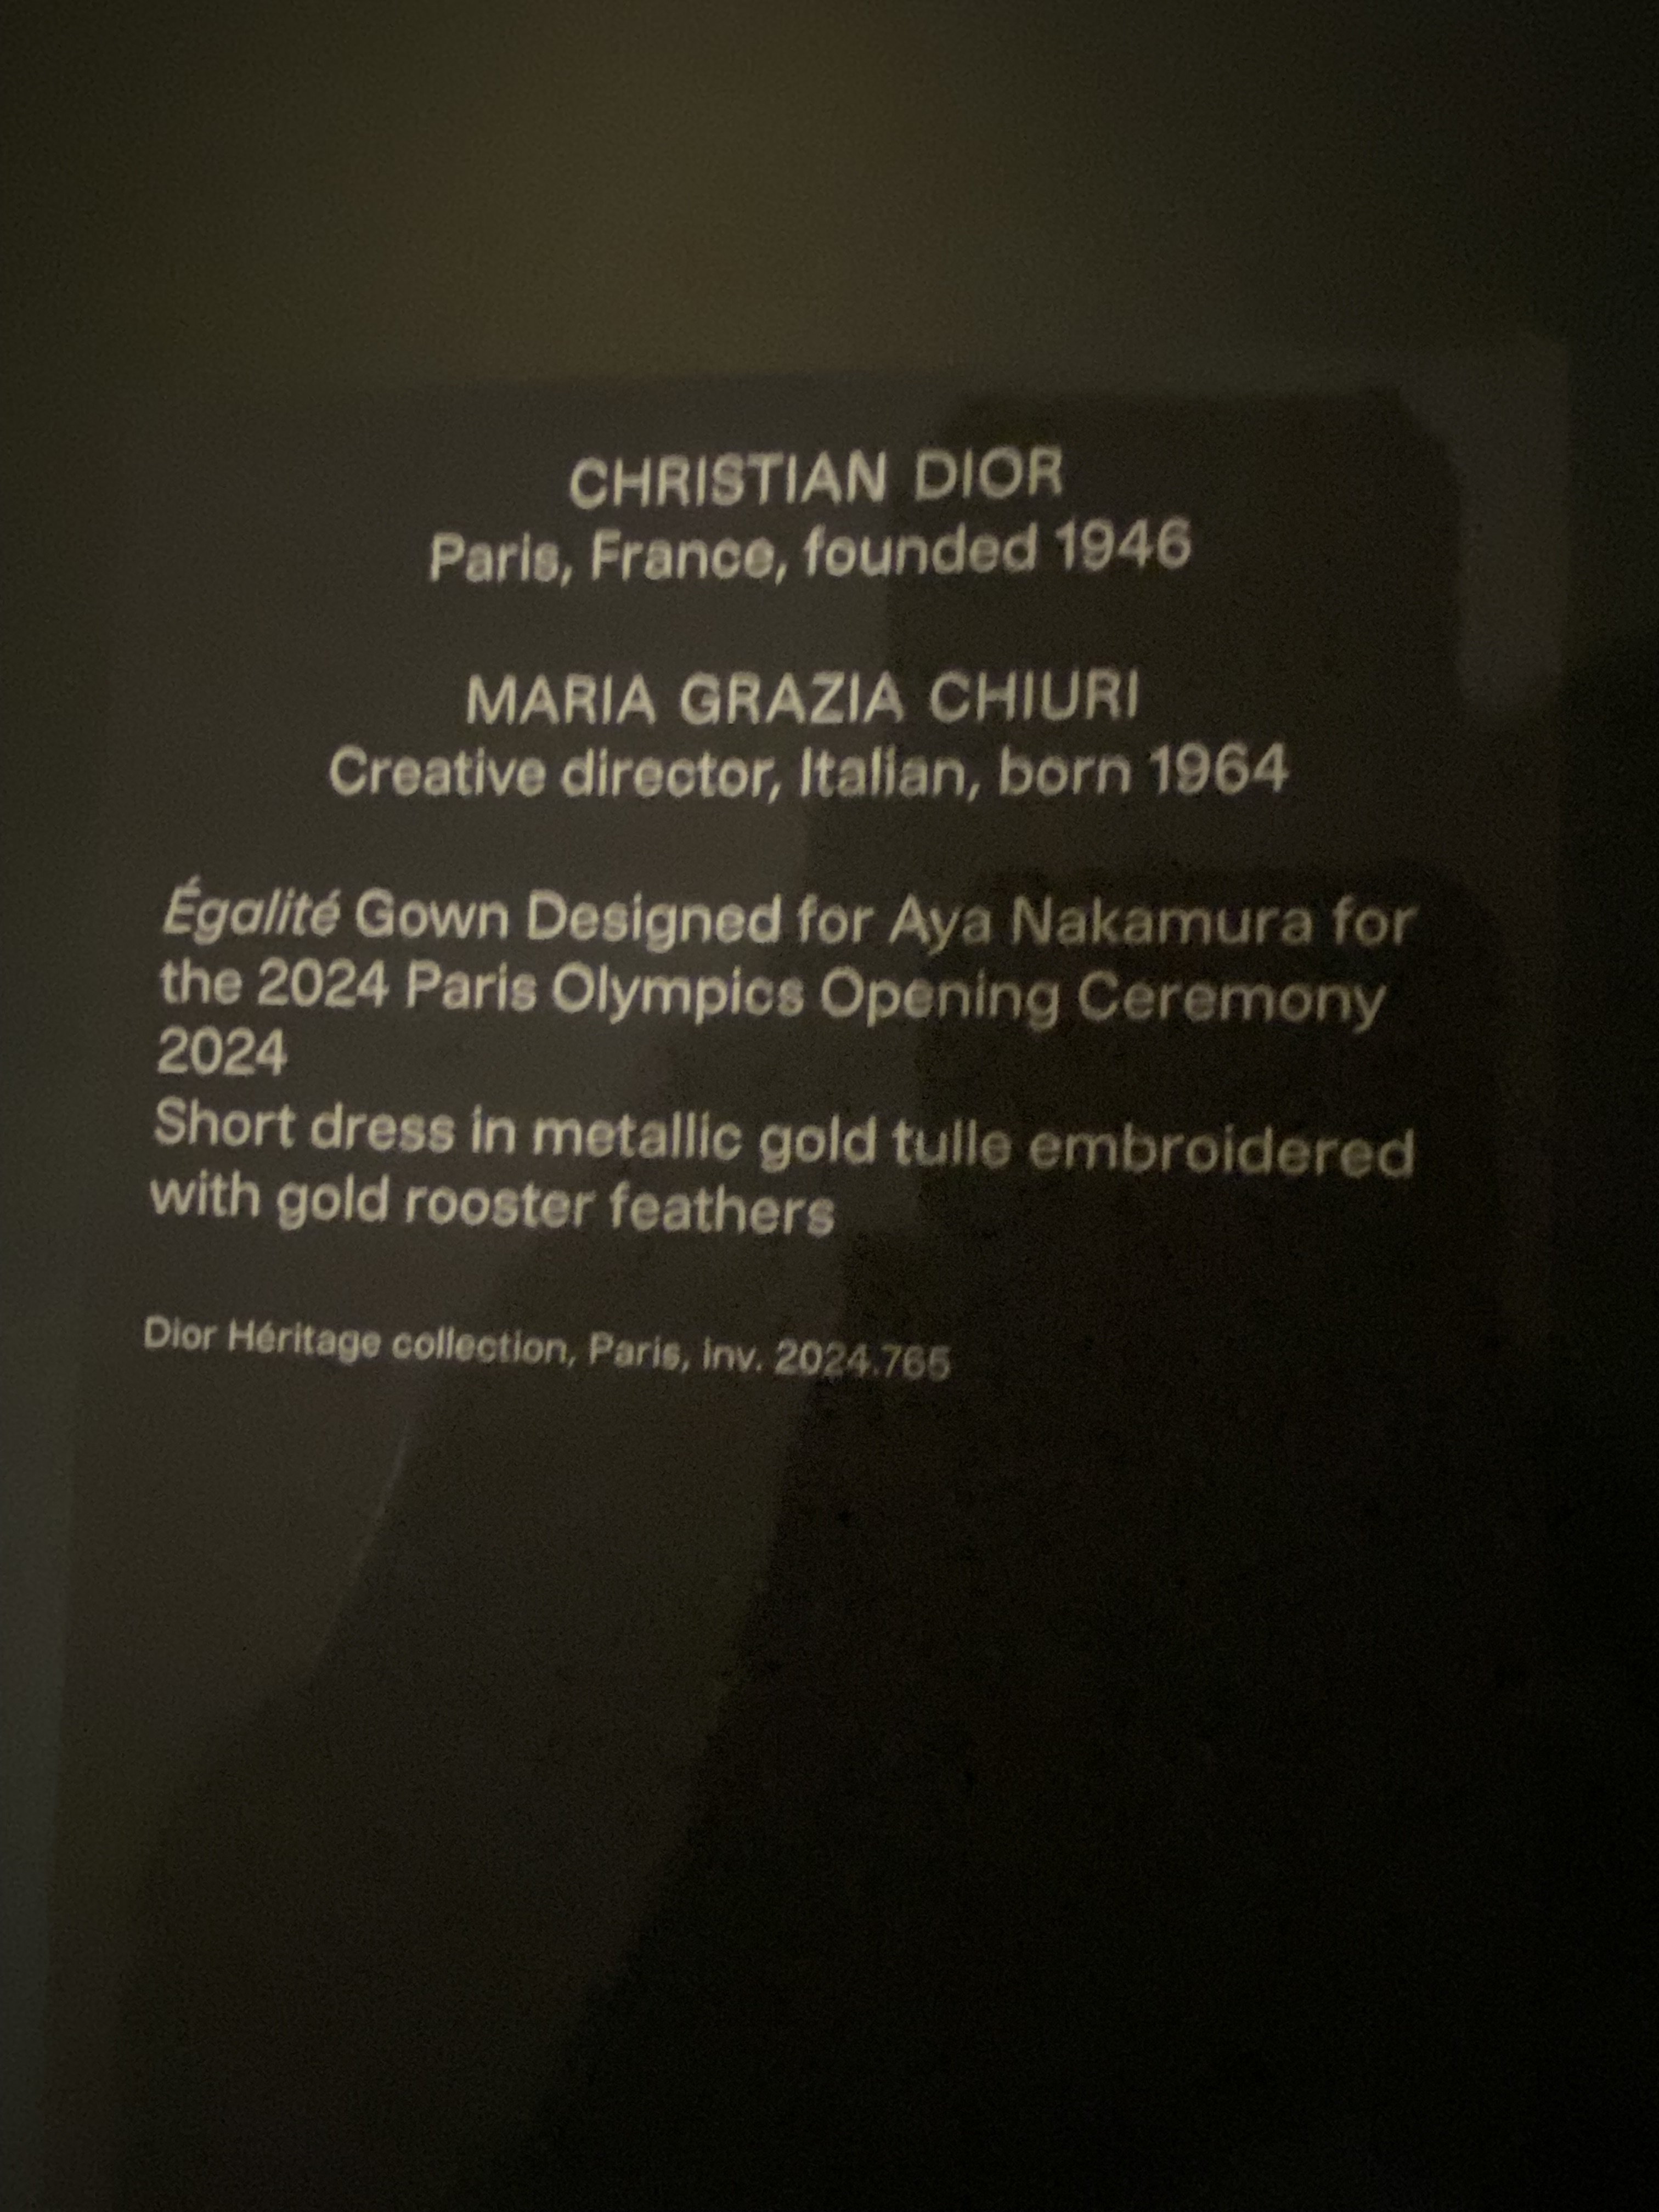 CHRISTIAN DIOR
Paris, France, founded 1946
MARIA GRAZIA CHIURI
Creative director, Italian, born 1964
Égalité Gown Designed for Aya Nakamura for
the 2024 Paris Olympics Opening Ceremony
2024
Short dress in metallic gold tulle embroidered
with gold rooster feathers
Dior Héritage collection, Paris, inv. 2024.765